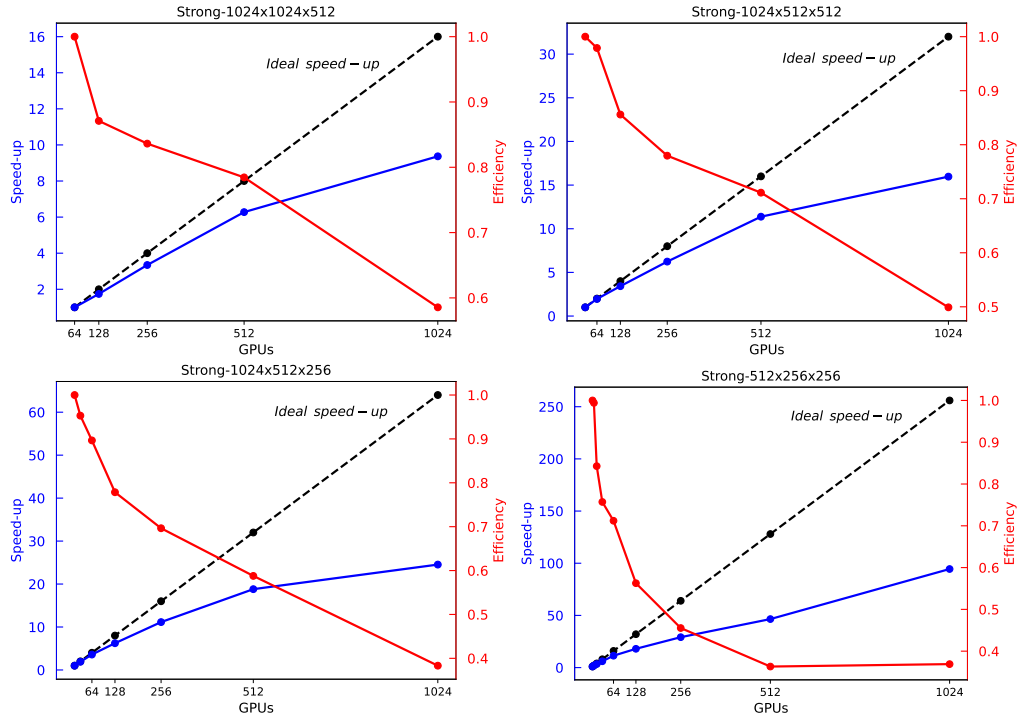 Strong-1024x1024x512
Ideal speed-up
Speed-up
Efficiency
16
14
12
10
8
6
4
2
1.0
0.9
0.8
0.7
0.6
64 128 256 512 1024
GPUs
Strong-1024x512x512
Ideal speed-up
Speed-up
Efficiency
30
25
20
15
10
5
0
1.0
0.9
0.8
0.7
0.6
0.5
64 128 256 512 1024
GPUs
Strong-1024x512x256
Ideal speed-up
Speed-up
Efficiency
60
50
40
30
20
10
0
1.0
0.9
0.8
0.7
0.6
0.5
0.4
64 128 256 512 1024
GPUs
Strong-512x256x256
Ideal speed-up
Speed-up
Efficiency
250
200
150
100
50
0
1.0
0.9
0.8
0.7
0.6
0.5
0.4
64 128 256 512 1024
GPUs